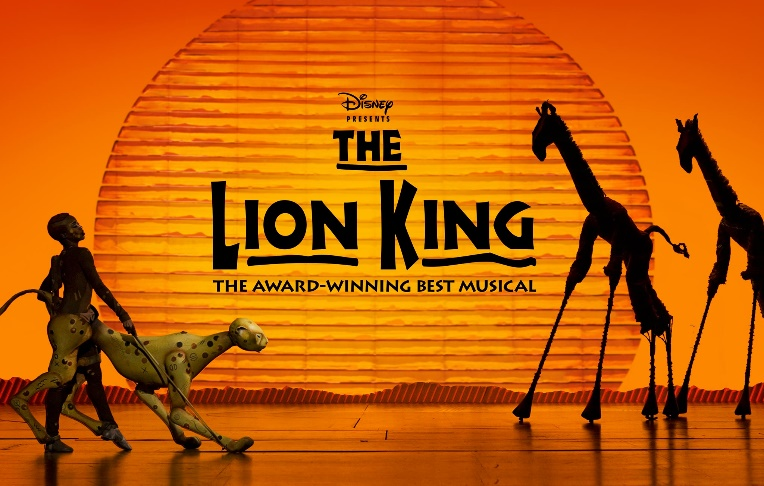 Disney
PRESENTS
THE
LION KING
THE AWARD-WINNING BEST MUSICAL